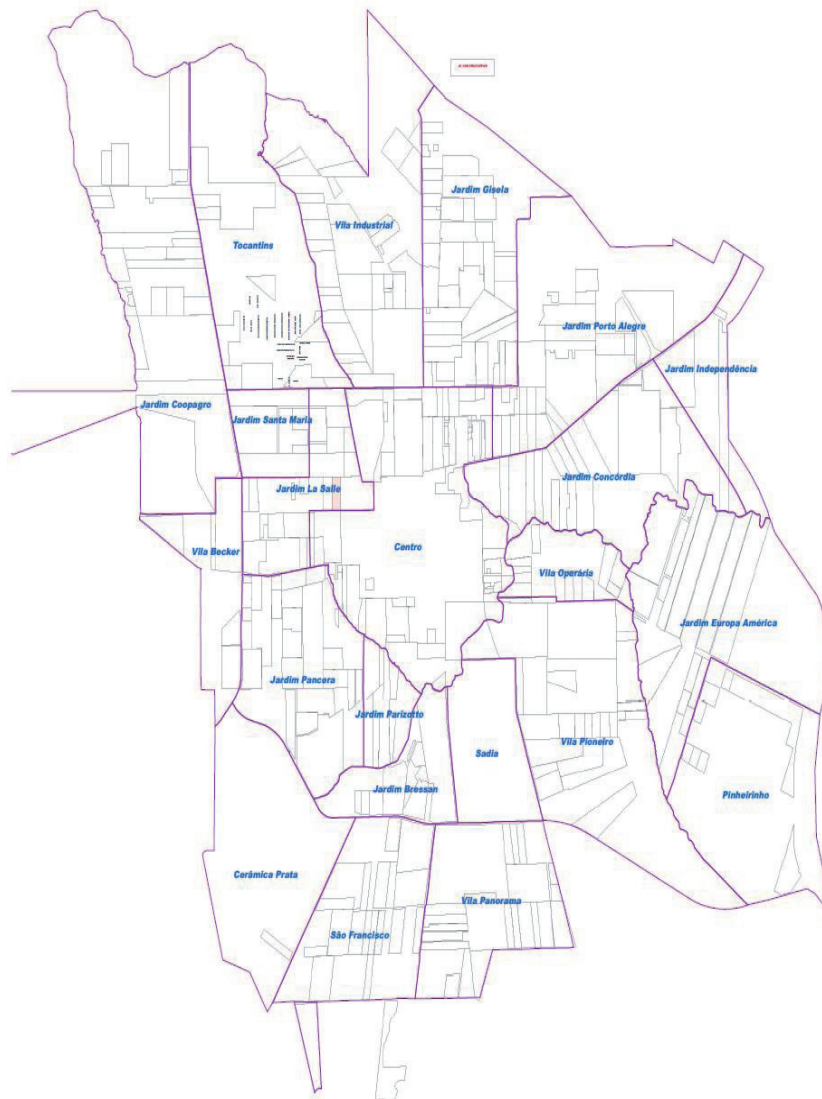 Jardim Gisela
Vila Industrial
Tocantins
Jardim Porto Alegre
Jardim Independência
Jardim Coopagro
Jardim Santa Maria
Jardim Concórdia
Jardim La Salle
Centro
Vila Becker
Vila Operária
Jardim Europa América
Jardim Pancera
Jardim Parizotto
Vila Pioneiro
Sadia
Jardim Bressan
Pinheirinho
Cerâmica Prata
Vila Panorama
São Francisco